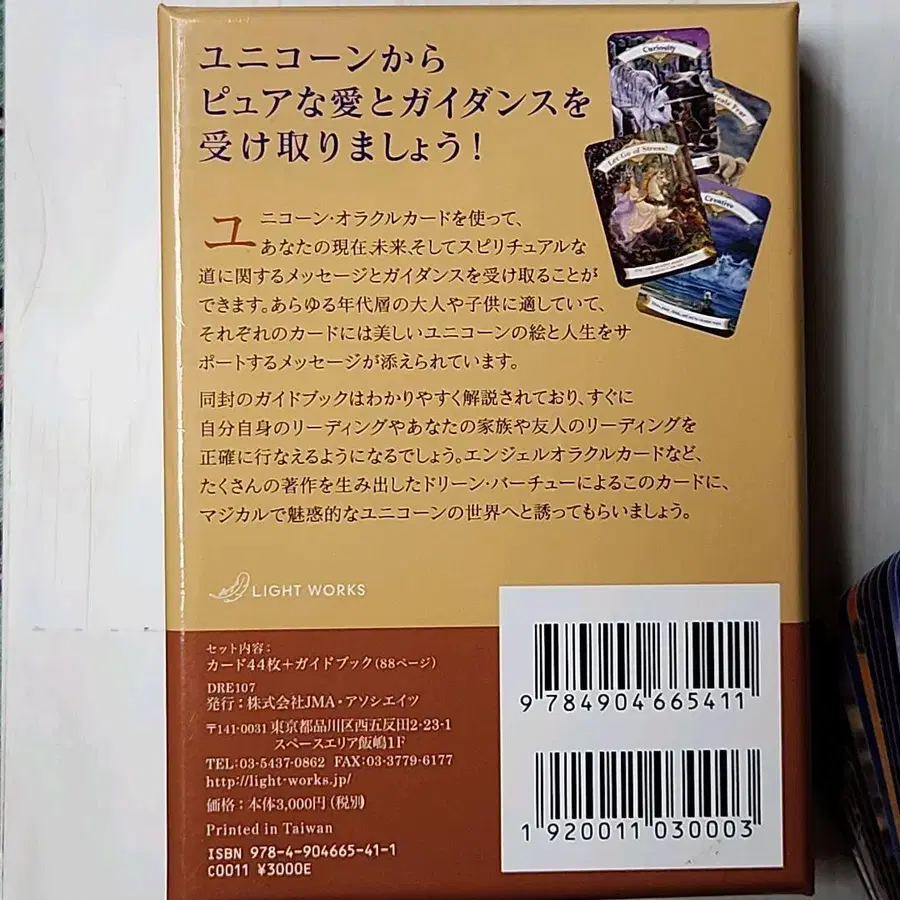 ユニコーンから
ピュアな愛とガイダンスを
受け取りましょう!
Curiosity
Let Go of Stress!
Creative
ユニコーン・オラクルカードを使って、
あなたの現在、未来、そしてスピリチュアルな
道に関するメッセージとガイダンスを受け取ることが
できます。あらゆる年代層の大人や子供に適していて、
それぞれのカードには美しいユニコーンの絵と人生をサ
ポートするメッセージが添えられています。
同封のガイドブックはわかりやすく解説されており、すぐに
自分自身のリーディングやあなたの家族や友人のリーディングを
正確に行なえるようになるでしょう。エンジェルオラクルカードなど、
たくさんの著作を生み出したドリーン・バーチューによるこのカードに、
マジカルで魅惑的なユニコーンの世界へと誘ってもらいましょう。
LIGHT WORKS
セット内容:
カード44枚+ガイドブック(88ページ)
DRE107
発行:株式会社JMA・アソシエイツ
〒141-0031 東京都品川区西五反田2-23-1
スペースエリア飯嶋1F
TEL:03-5437-0862 FAX:03-3779-6177
http://light-works.jp/
価格:本体3,000円(税別)
Printed in Taiwan
ISBN 978-4-904665-41-1
C0011 ¥3000E
9784904665411
1920011030003